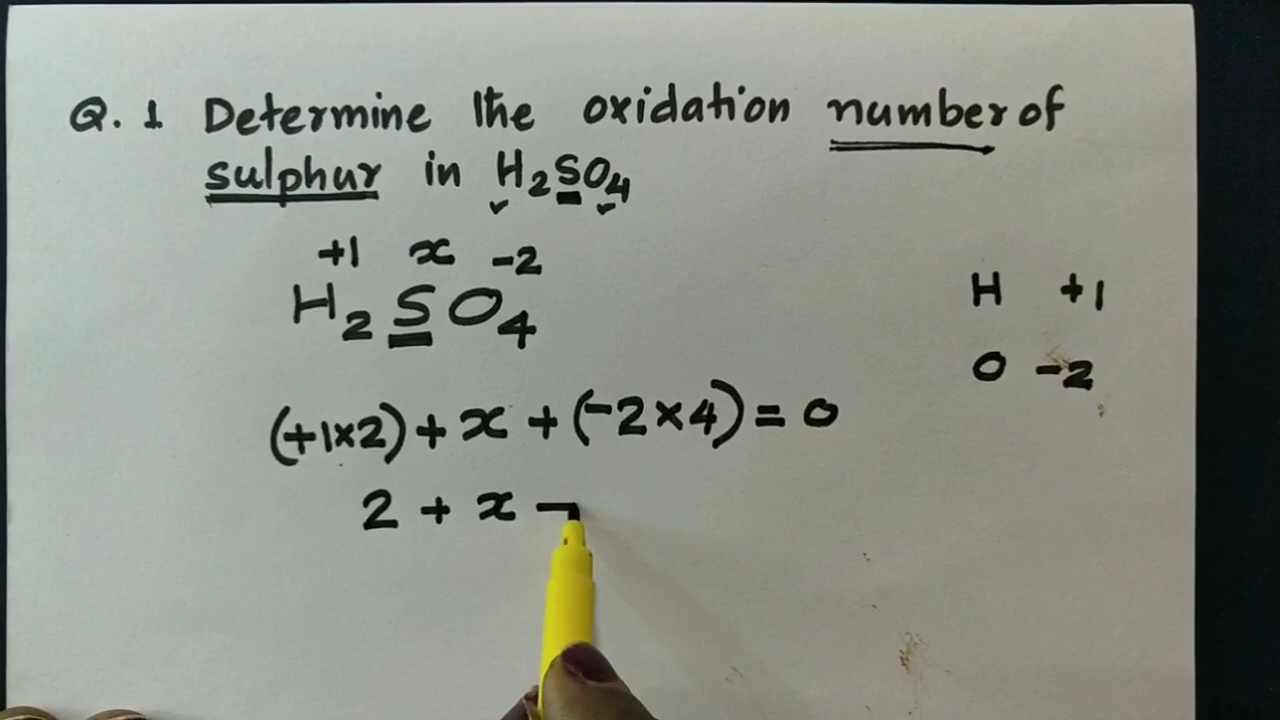 Q. 1 Determine the oxidation number of
sulphur in H₂SO₄
+1 x -2
H₂SO₄
H +1
O -2
(+1×2) + x + (-2×4) = 0
2 + x -